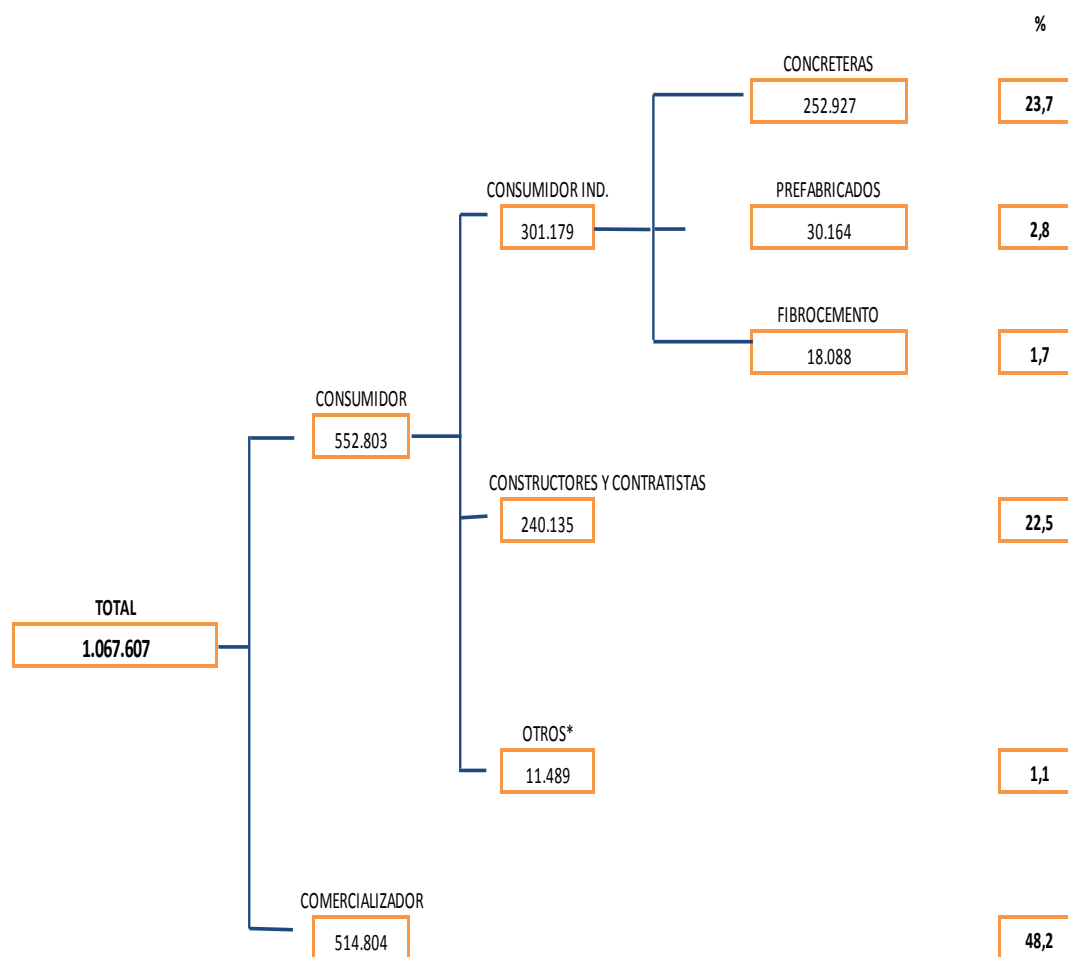 %
CONCRETERAS
252.927
23,7
CONSUMIDOR IND.
PREFABRICADOS
301.179
30.164
2,8
FIBROCEMENTO
18.088
1,7
CONSUMIDOR
552.803
CONSTRUCTORES Y CONTRATISTAS
240.135
22,5
TOTAL
1.067.607
OTROS*
11.489
1,1
COMERCIALIZADOR
514.804
48,2